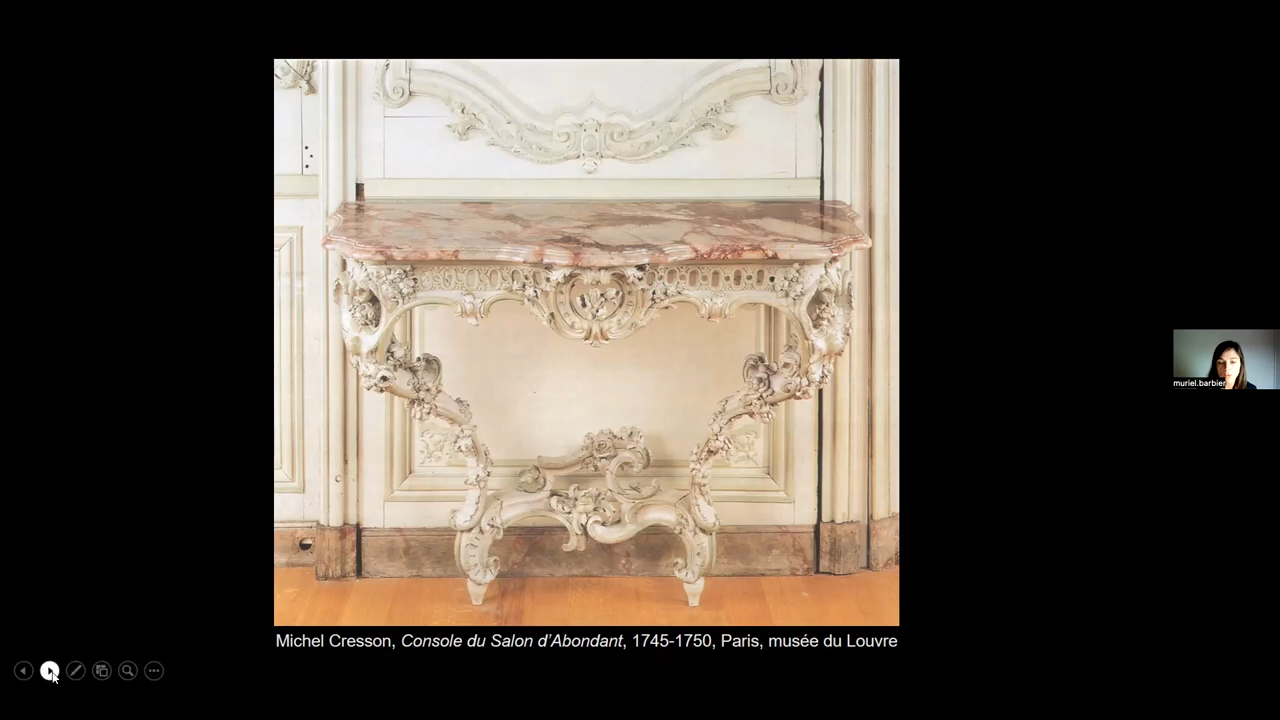 Michel Cresson, Console du Salon d’Abondant, 1745-1750, Paris, musée du Louvre
muriel.barbier